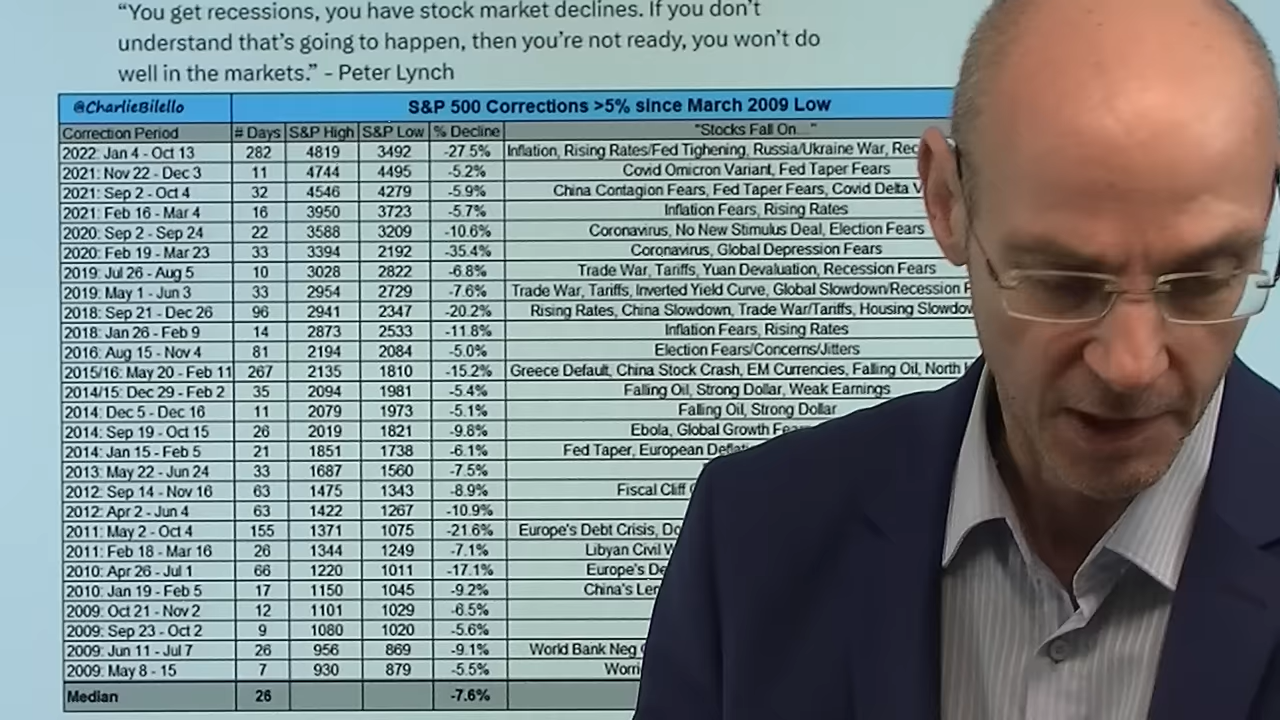 “You get recessions, you have stock market declines. If you don’t
understand that’s going to happen, then you’re not ready, you won’t do
well in the markets.” - Peter Lynch
@CharlieBilello S&P 500 Corrections >5% since March 2009 Low
Correction Period # Days S&P High S&P Low % Decline "Stocks Fall On..."
2022: Jan 4 - Oct 13 282 4819 3492 -27.5% Inflation, Rising Rates/Fed Tighening, Russia/Ukraine War,
2021: Nov 22 - Dec 3 11 4744 4495 -5.2% Covid Omicron Variant, Fed Taper Fears
2021: Sep 2 - Oct 4 32 4546 4279 -5.9% China Contagion Fears, Fed Taper Fears, Covid Delta
2021: Feb 16 - Mar 4 16 3950 3723 -5.7% Inflation Fears, Rising Rates
2020: Sep 2 - Sep 24 22 3588 3209 -10.6% Coronavirus, No New Stimulus Deal, Election Fears
2020: Feb 19 - Mar 23 33 3394 2192 -35.4% Coronavirus, Global Depression Fears
2019: Jul 26 - Aug 5 10 3028 2822 -6.8% Trade War, Tariffs, Yuan Devaluation, Recession Fears
2019: May 1 - Jun 3 33 2954 2729 -7.6% Trade War, Tariffs, Inverted Yield Curve, Global Slowdown/Recession
2018: Sep 21 - Dec 26 96 2941 2347 -20.2% Rising Rates, China Slowdown, Trade War/Tariffs, Housing
2018: Jan 26 - Feb 9 14 2873 2533 -11.8% Inflation Fears, Rising Rates
2016: Aug 15 - Nov 4 81 2194 2084 -5.0% Election Fears/Concerns/Jitters
2015/16: May 20 - Feb 11 267 2135 1810 -15.2% Greece Default, China Stock Crash, EM Currencies, Falling Oil, North
2014/15: Dec 29 - Feb 2 35 2094 1981 -5.4% Falling Oil, Strong Dollar, Weak Earnings
2014: Dec 5 - Dec 16 11 2079 1973 -5.1% Falling Oil, Strong Dollar
2014: Sep 19 - Oct 15 26 2019 1821 -9.8% Ebola, Global Growth
2014: Jan 15 - Feb 5 21 1851 1738 -6.1% Fed Taper, European
2013: May 22 - Jun 24 33 1687 1560 -7.5%
2012: Sep 14 - Nov 16 63 1475 1343 -8.9% Fiscal Cliff
2012: Apr 2 - Jun 4 63 1422 1267 -10.9%
2011: May 2 - Oct 4 155 1371 1075 -21.6% Europe's Debt Crisis,
2011: Feb 18 - Mar 16 26 1344 1249 -7.1% Libyan Civil
2010: Apr 26 - Jul 1 66 1220 1011 -17.1% Europe's
2010: Jan 19 - Feb 5 17 1150 1045 -9.2% China's
2009: Oct 21 - Nov 2 12 1101 1029 -6.5%
2009: Sep 23 - Oct 2 9 1080 1020 -5.6%
2009: Jun 11 - Jul 7 26 956 869 -9.1% World Bank Neg
2009: May 8 - 15 7 930 879 -5.5%
Median 26 -7.6%